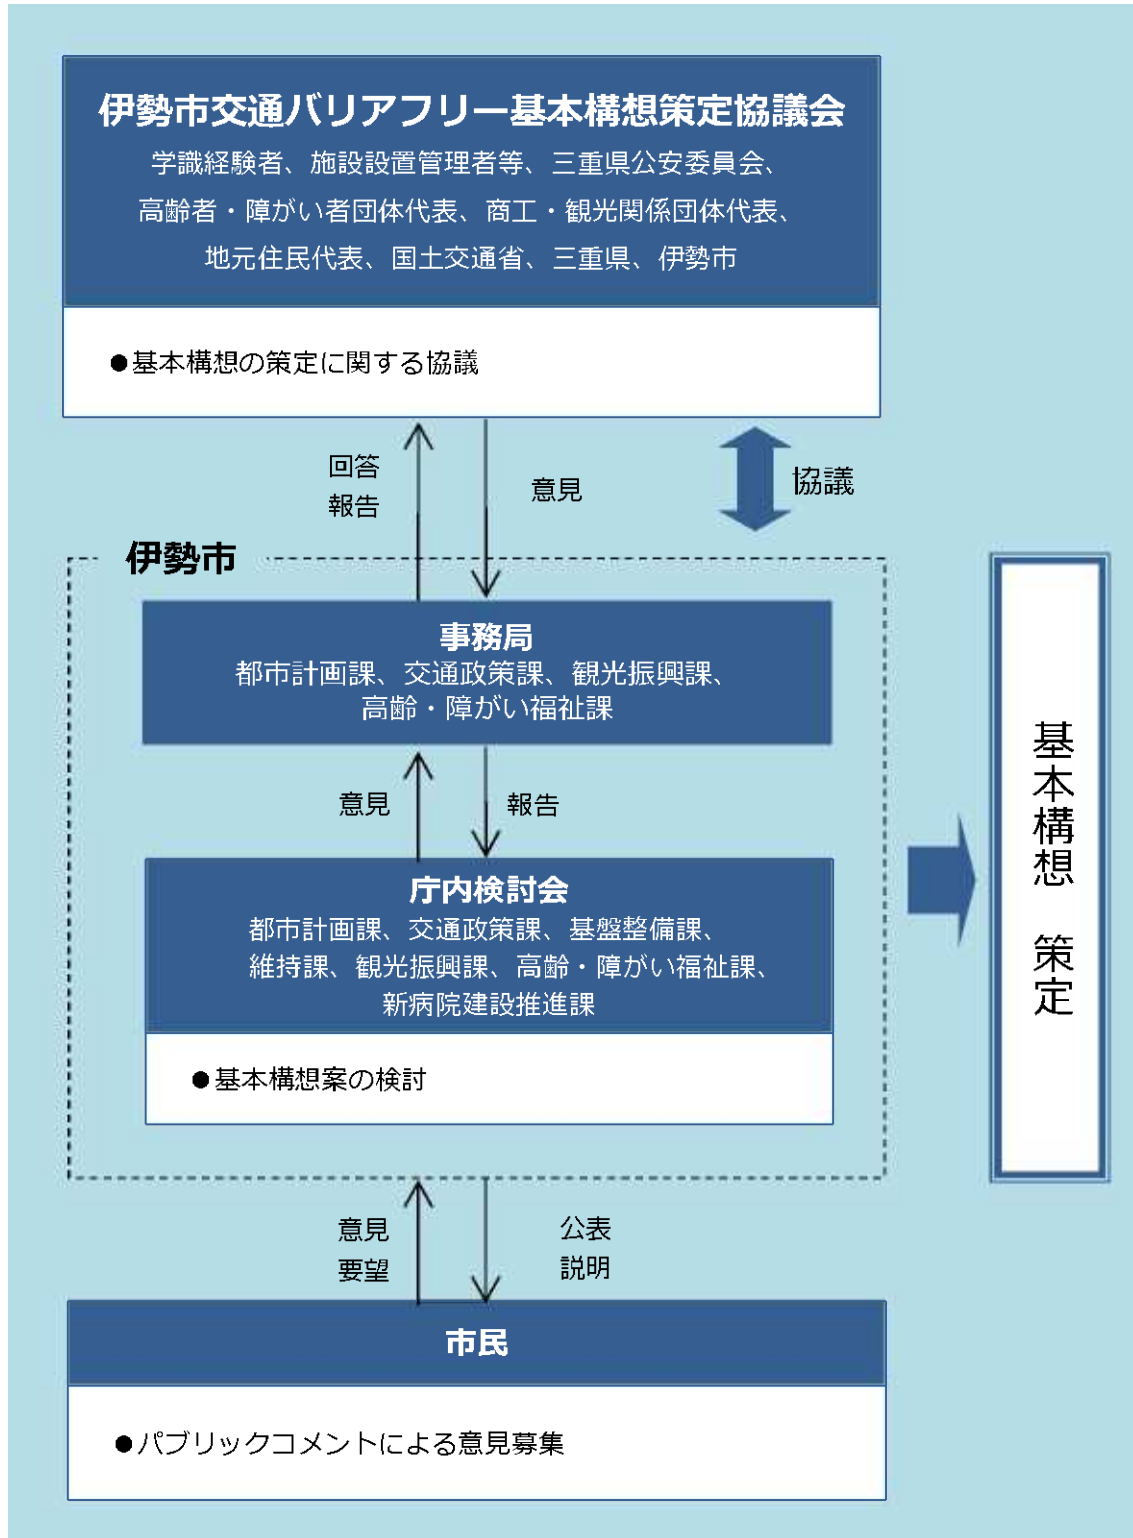 伊勢市交通バリアフリー基本構想策定協議会
学識経験者、施設設置管理者等、三重県公安委員会、
高齢者・障がい者団体代表、商工・観光関係団体代表、
地元住民代表、国土交通省、三重県、伊勢市
●基本構想の策定に関する協議
回答
報告
意見
協議
伊勢市
事務局
都市計画課、交通政策課、観光振興課、
高齢・障がい福祉課
意見
報告
庁内検討会
都市計画課、交通政策課、基盤整備課、
維持課、観光振興課、高齢・障がい福祉課、
新病院建設推進課
●基本構想案の検討
基本構想 策定
意見
要望
公表
説明
市民
●パブリックコメントによる意見募集